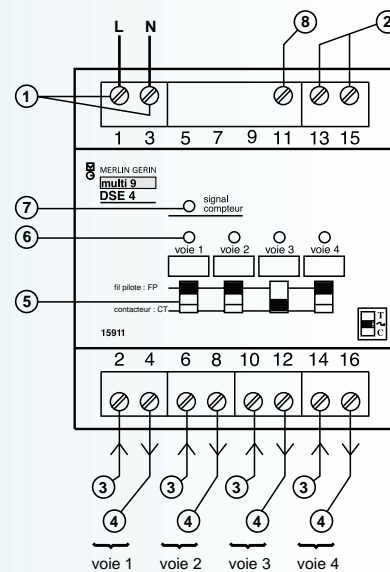 8
2
L N
1
1 3 5 7 9 11 13 15
MERLIN GERIN
multi 9
DSE 4
7
signal
compteur
6
voie 1 voie 2 voie 3 voie 4
fil pilote : FP
5
contacteur : CT
15911
T
C
2 4 6 8 10 12 14 16
3 3 3 3
4 4 4 4
voie 1 voie 2 voie 3 voie 4